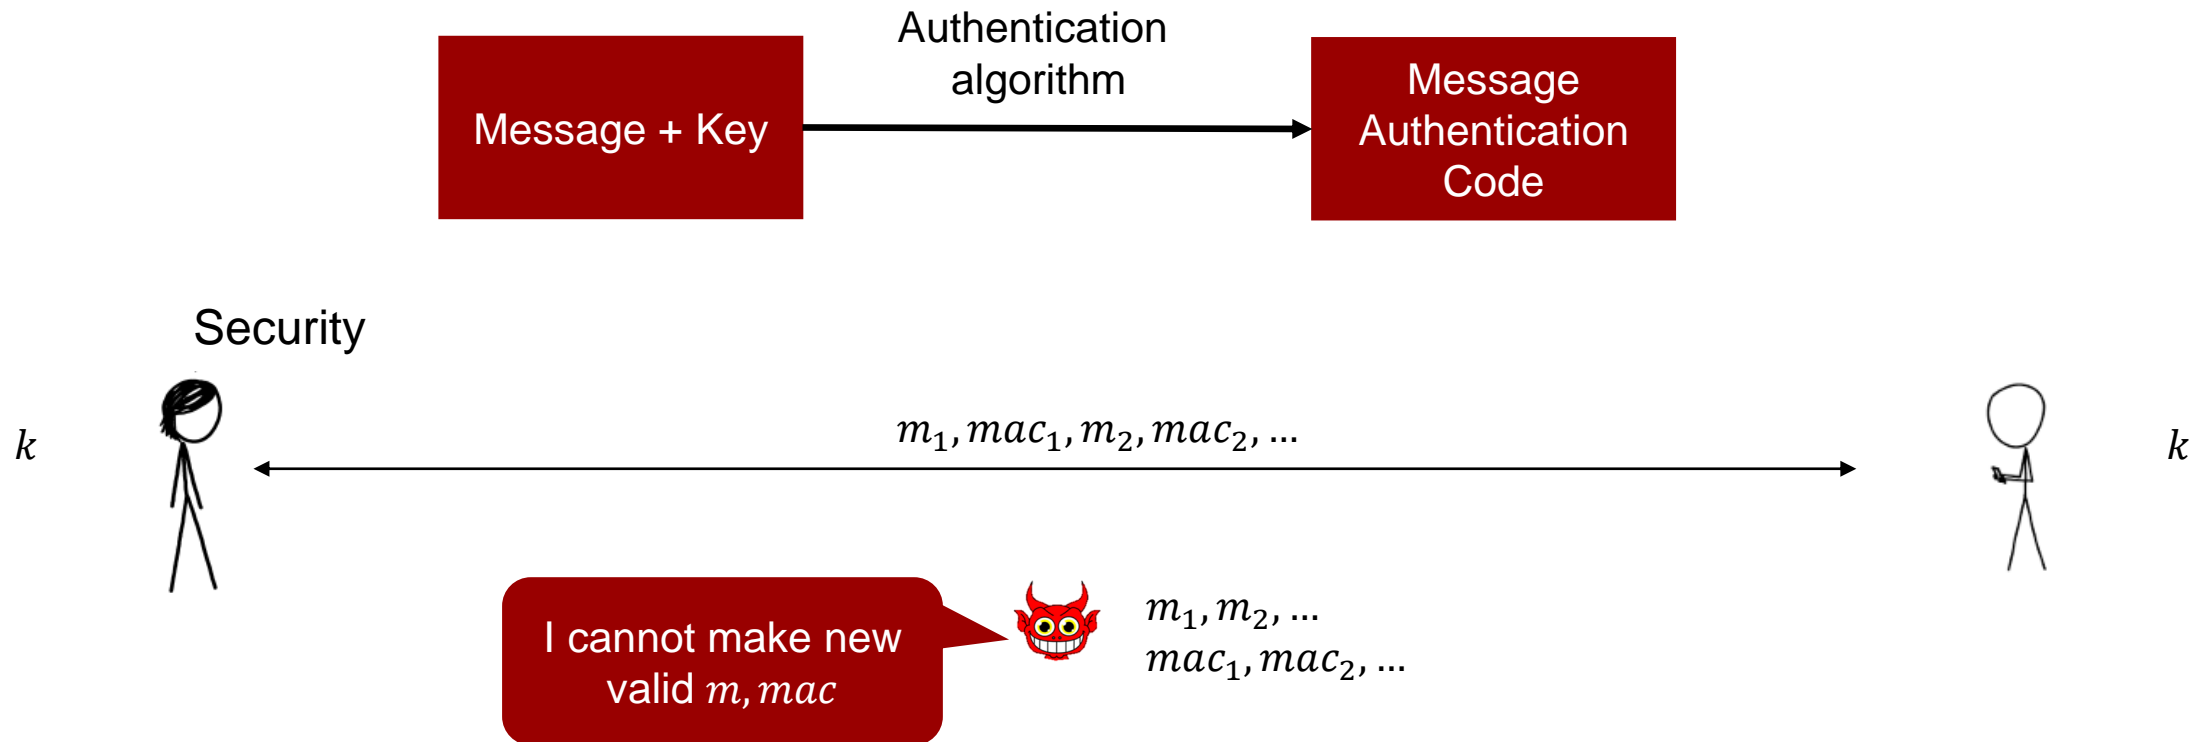 Authentication
algorithm
Message + Key
Message
Authentication
Code
Security
k
m₁, mac₁, m₂, mac₂, …
k
I cannot make new
valid m, mac
m₁, m₂, …
mac₁, mac₂, …